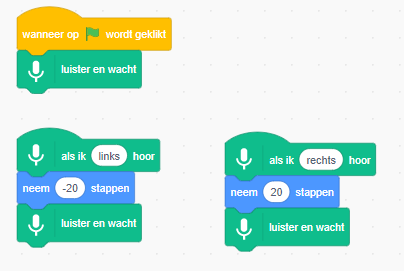 wanneer op wordt geklikt
luister en wacht
als ik links hoor
neem -20 stappen
luister en wacht
als ik rechts hoor
neem 20 stappen
luister en wacht